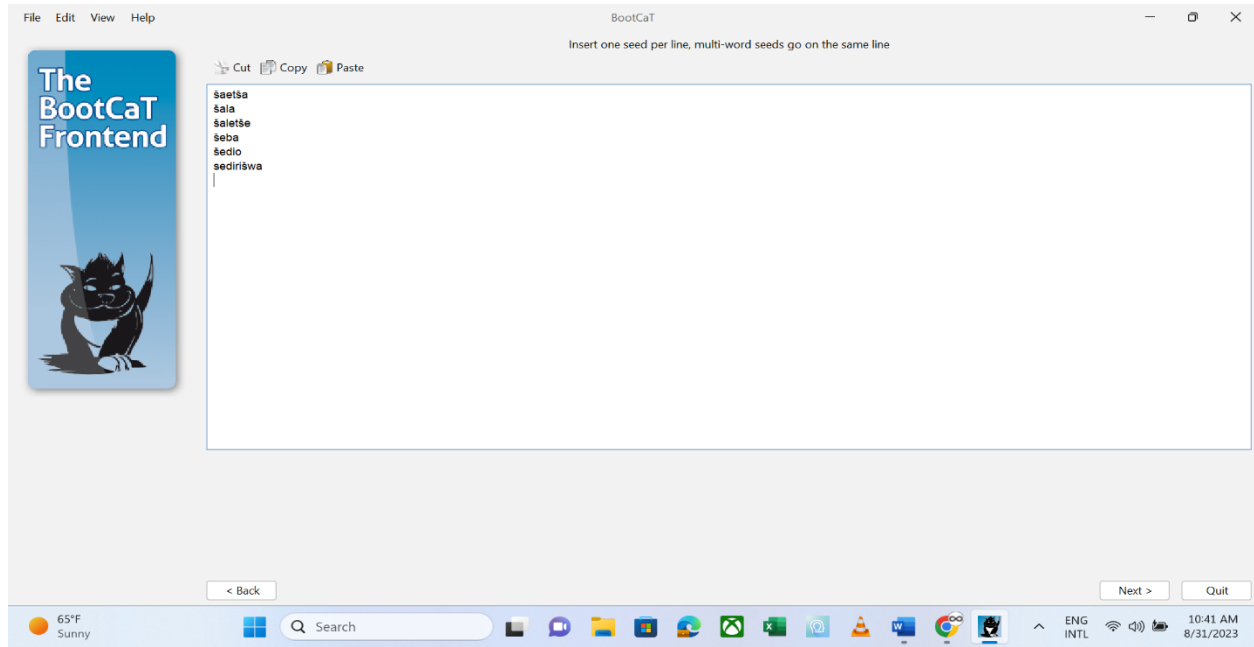 File Edit View Help
BootCaT
Insert one seed per line, multi-word seeds go on the same line
The
BootCaT
Frontend
Cut Copy Paste
šaetša
šala
šaletše
šeba
šedio
sedirišwa
< Back
Next >
Quit
65°F
Sunny
Search
ENG
INTL
10:41 AM
8/31/2023